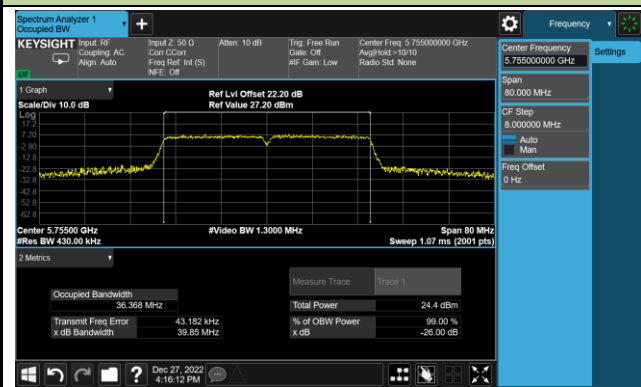 Spectrum Analyzer 1
Occupied BW
+
Frequency
KEYSIGHT
Input: RF
Coupling: AC
Align: Auto
Input Z: 50 Ω
Corr CCorr
Freq Ref: Int (S)
NFE: Off
Atten: 10 dB
Trig: Free Run
Gate: Off
#IF Gain: Low
Center Freq: 5.755000000 GHz
Avg|Hold:>10/10
Radio Std: None
Center Frequency
5.755000000 GHz
Settings
Span
80.000 MHz
CF Step
8.000000 MHz
Auto
Man
Freq Offset
0 Hz
1 Graph
Scale/Div 10.0 dB
Ref Lvl Offset 22.20 dB
Ref Value 27.20 dBm
Log
17.2
7.20
-2.80
-12.8
-22.8
-32.8
-42.8
-52.8
-62.8
Center 5.75500 GHz
#Res BW 430.00 kHz
#Video BW 1.3000 MHz
Span 80 MHz
Sweep 1.07 ms (2001 pts)
2 Metrics
Measure Trace
Trace 1
Occupied Bandwidth
36.368 MHz
Total Power
24.4 dBm
Transmit Freq Error
43.182 kHz
% of OBW Power
99.00 %
x dB Bandwidth
39.85 MHz
x dB
-26.00 dB
?
Dec 27, 2022
4:16:12 PM